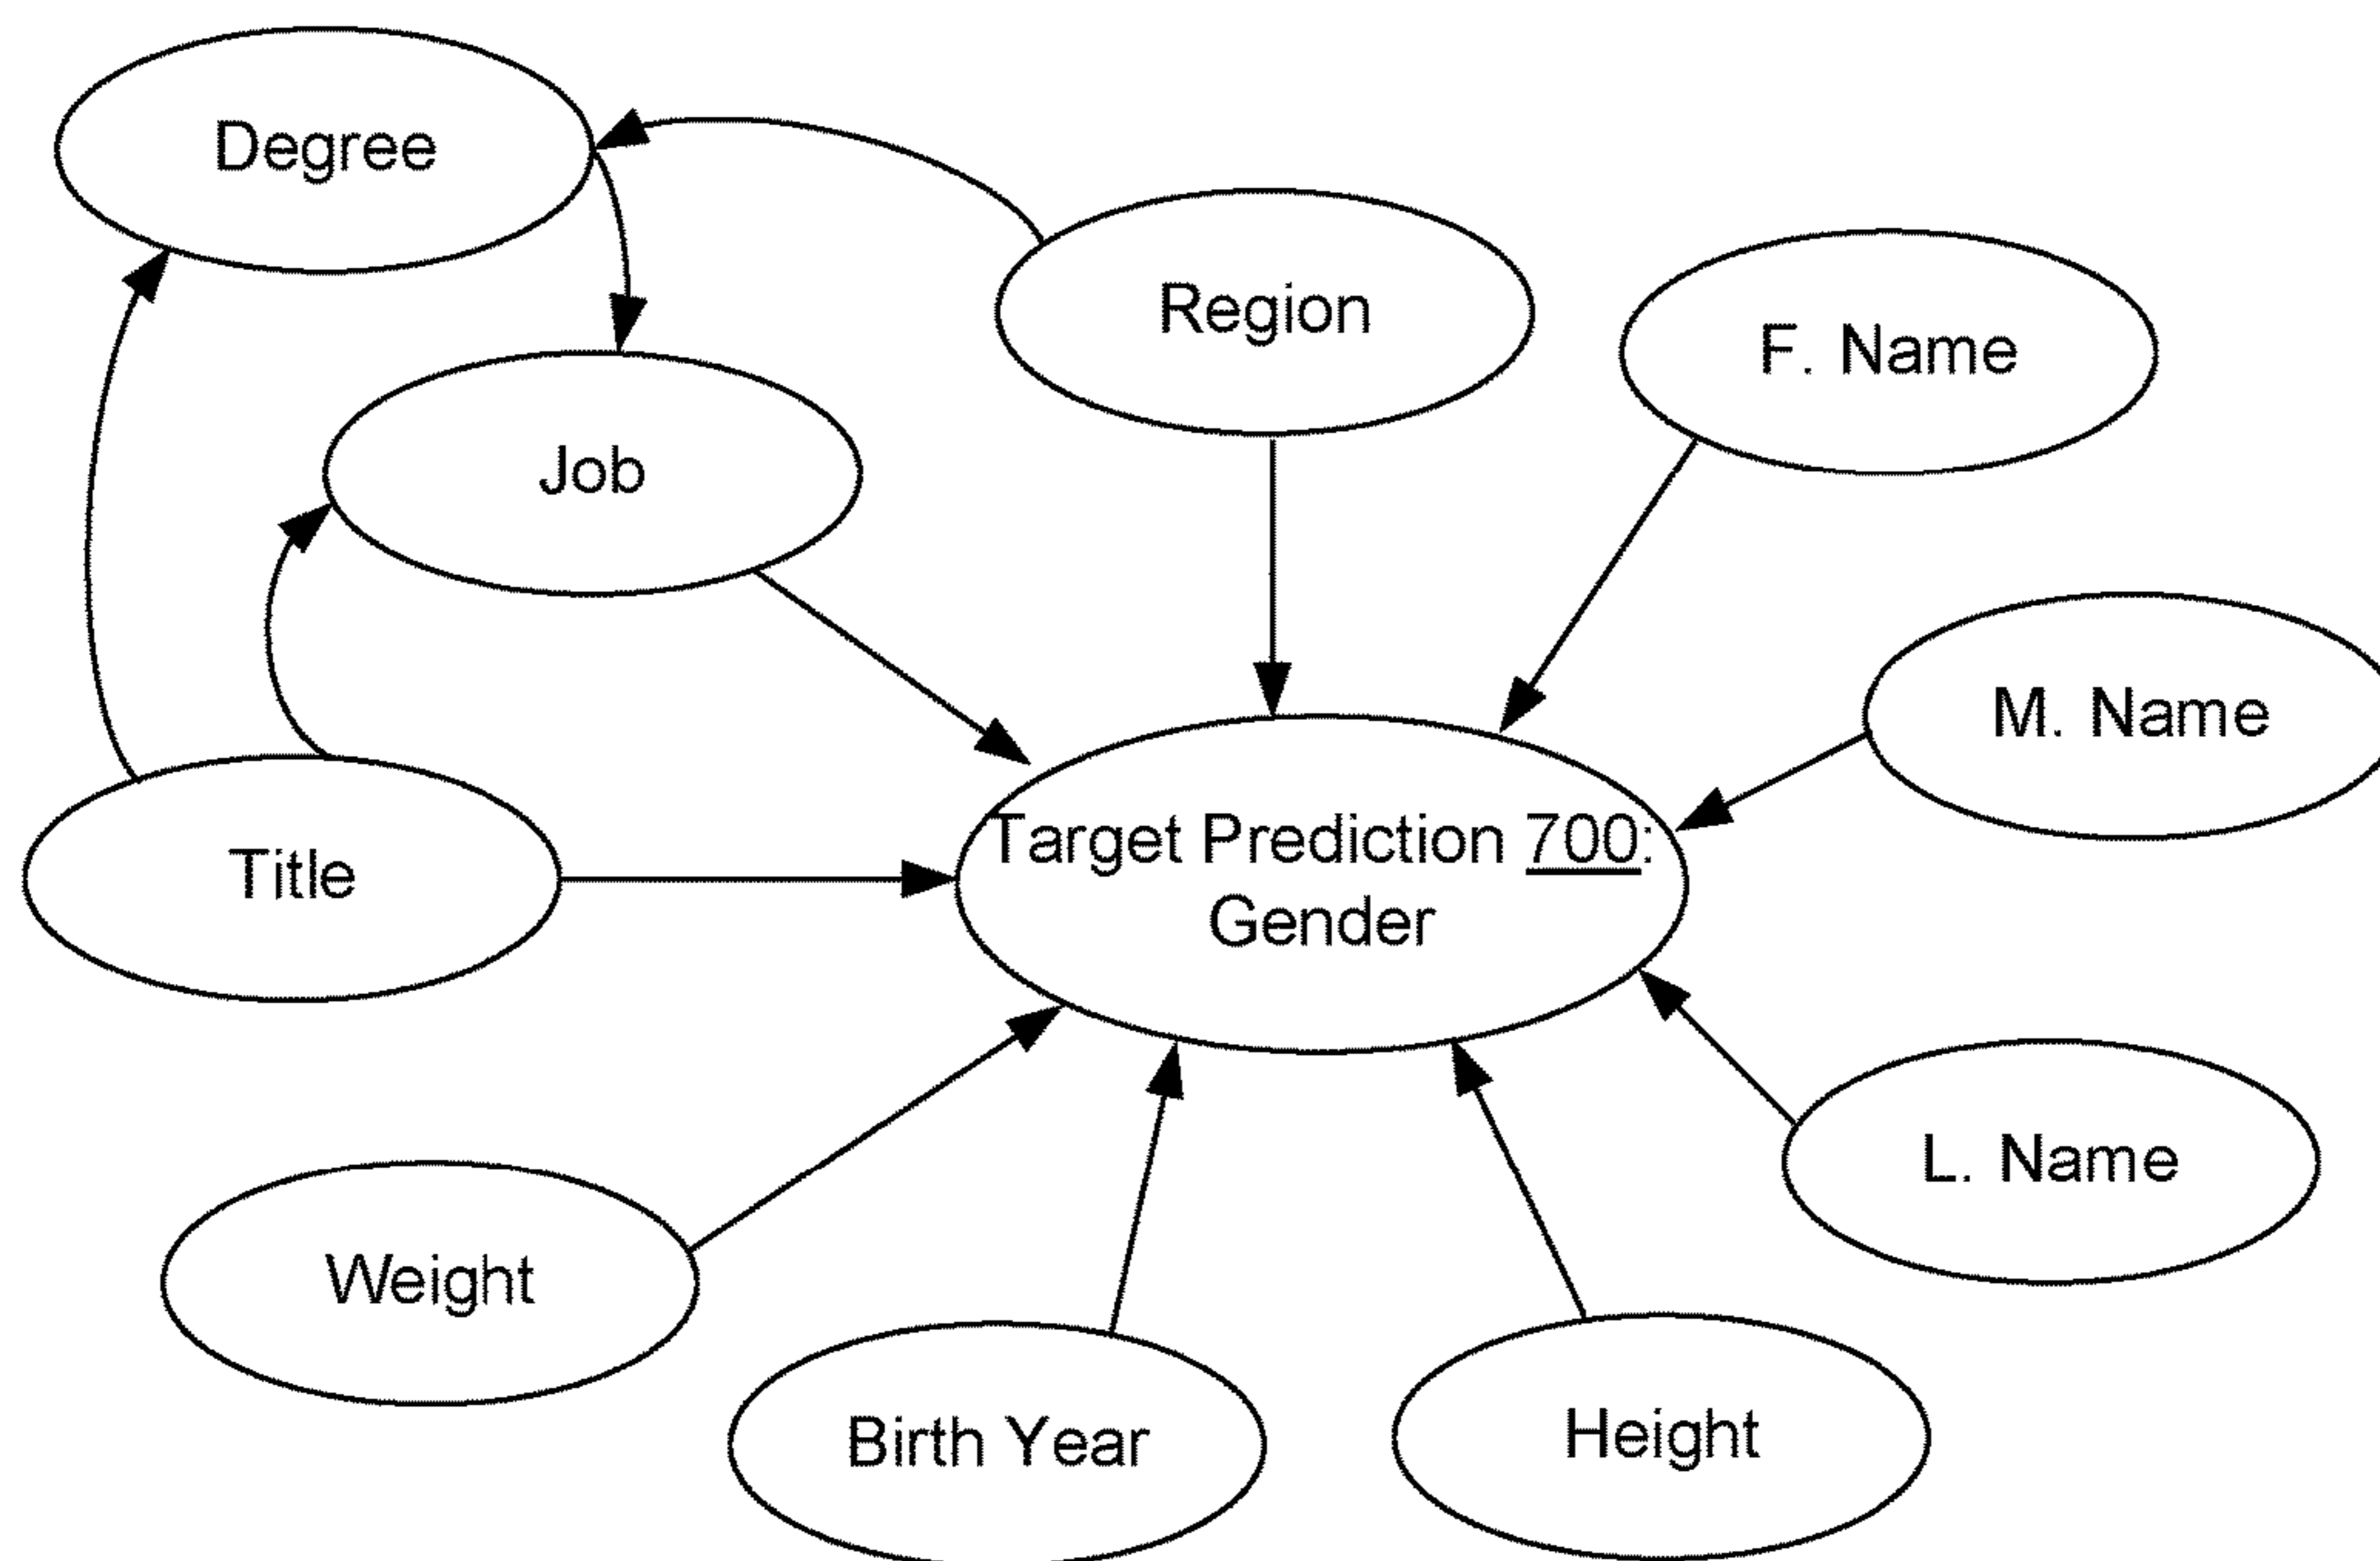 Degree
Region
F. Name
Job
M. Name
Target Prediction 700:
Gender
Title
L. Name
Weight
Birth Year
Height